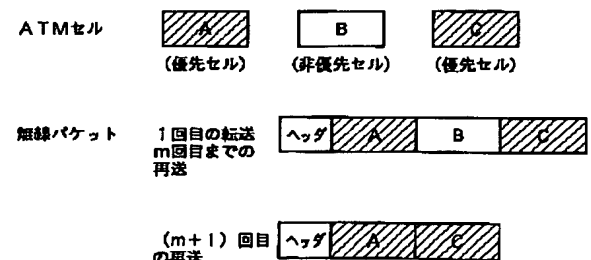 ATMセル
A B C
(優先セル) (非優先セル) (優先セル)
無線パケット 1回目の転送 ヘッダ A B C
m回目までの
再送
(m+1)回目 ヘッダ A C
の再送